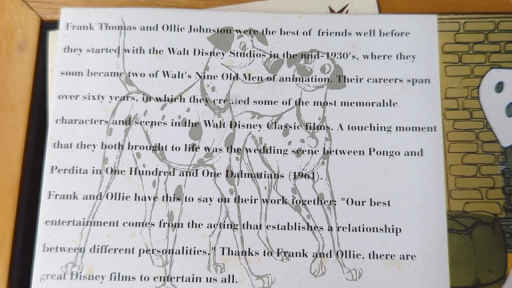 Frank Thomas and Ollie Johnston were the best of friends well before
they started with the Walt Disney Studios in the mid-1930's, where they
soon became two of Walt's Nine Old Men of animation. Their careers span
over sixty years, in which they created some of the most memorable
characters and scenes in the Walt Disney Classic films. A touching moment
that they both brought to life was the wedding scene between Pongo and
Perdita in One Hundred and One Dalmatians (1961).
Frank and Ollie have this to say on their work together: "Our best
entertainment comes from the acting that establishes a relationship
between different personalities." Thanks to Frank and Ollie, there are
great Disney films to entertain us all.